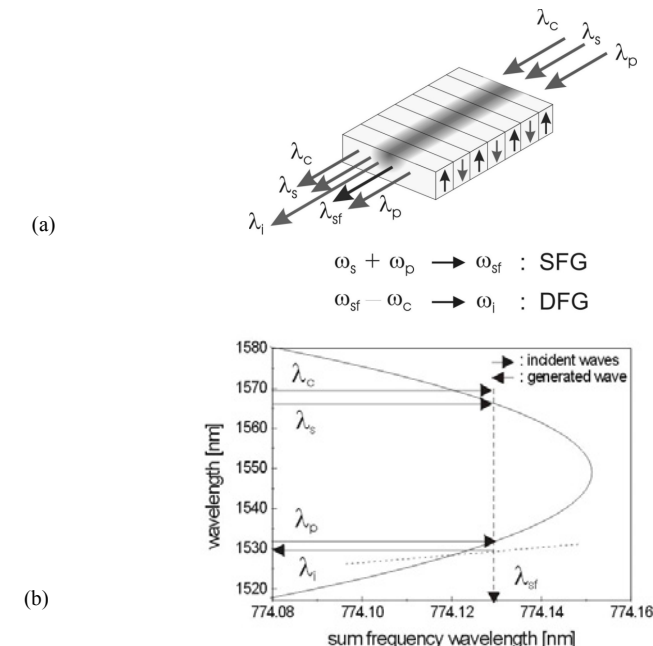 λc
λs
λp
λc
λs
λi
λsf
λp
(a)
ωs + ωp → ωsf : SFG
ωsf – ωc → ωi : DFG
1580
1570
1560
1550
1540
1530
1520
wavelength [nm]
: incident waves
: generated wave
λc
λs
λp
λi
λsf
(b)
774.08 774.10 774.12 774.14 774.16
sum frequency wavelength [nm]